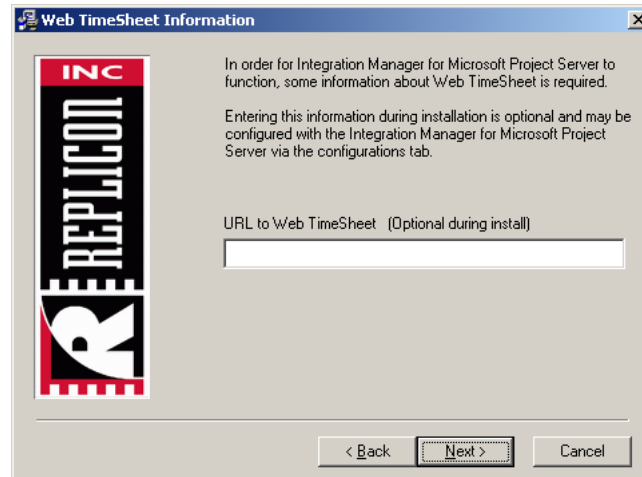 Web TimeSheet Information
INC
REPLICON
R
In order for Integration Manager for Microsoft Project Server to
function, some information about Web TimeSheet is required.
Entering this information during installation is optional and may be
configured with the Integration Manager for Microsoft Project
Server via the configurations tab.
URL to Web TimeSheet   (Optional during install)
< Back
Next >
Cancel